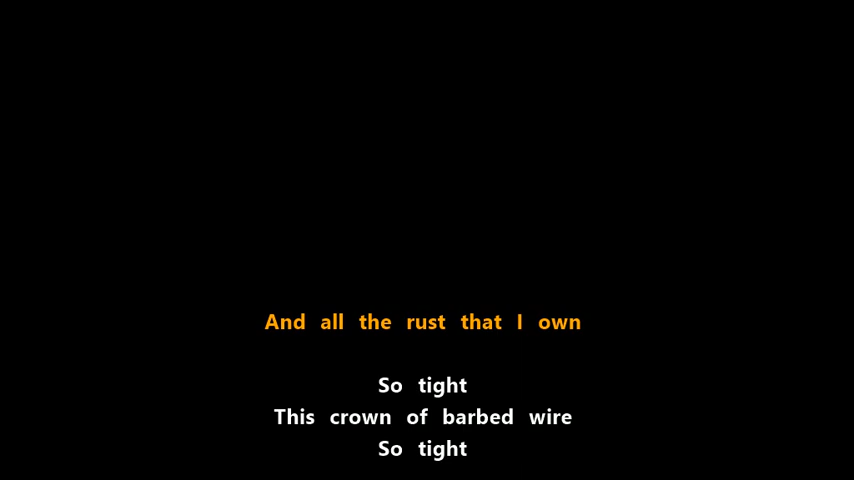 And all the rust that I own
So tight
This crown of barbed wire
So tight